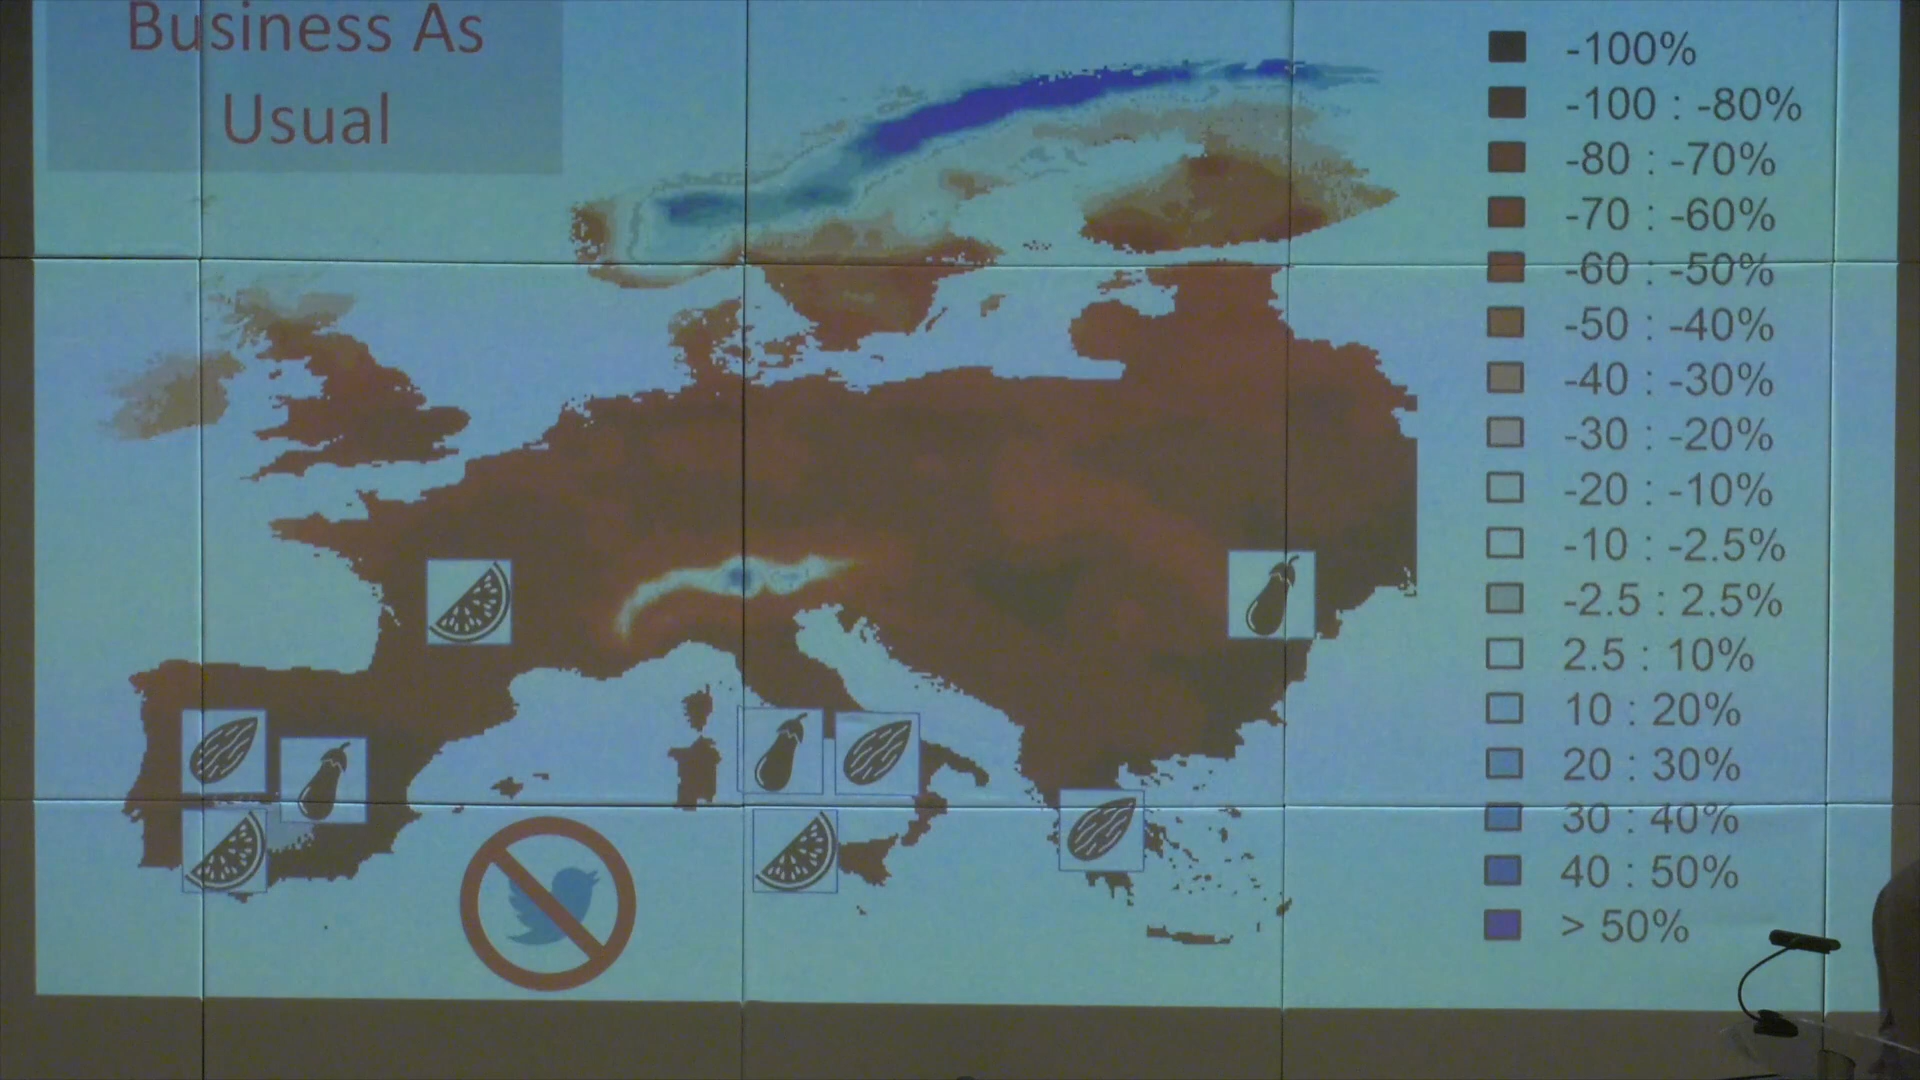 Business As
Usual
-100%
-100 : -80%
-80 : -70%
-70 : -60%
-60 : -50%
-50 : -40%
-40 : -30%
-30 : -20%
-20 : -10%
-10 : -2.5%
-2.5 : 2.5%
2.5 : 10%
10 : 20%
20 : 30%
30 : 40%
40 : 50%
> 50%